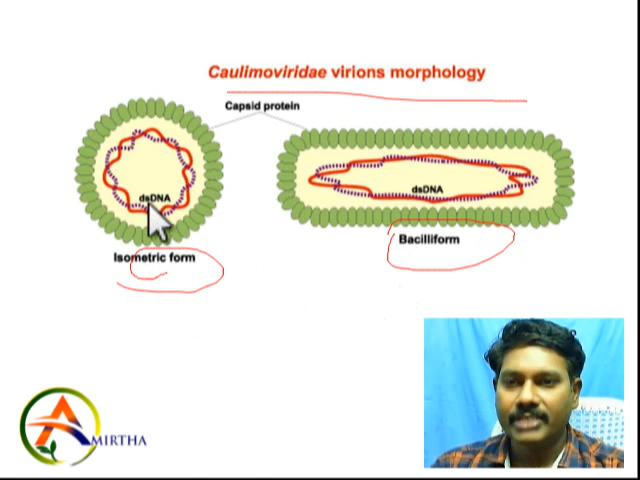 Caulimoviridae virions morphology
Capsid protein
dsDNA
dsDNA
Isometric form
Bacilliform
AMIRTHA